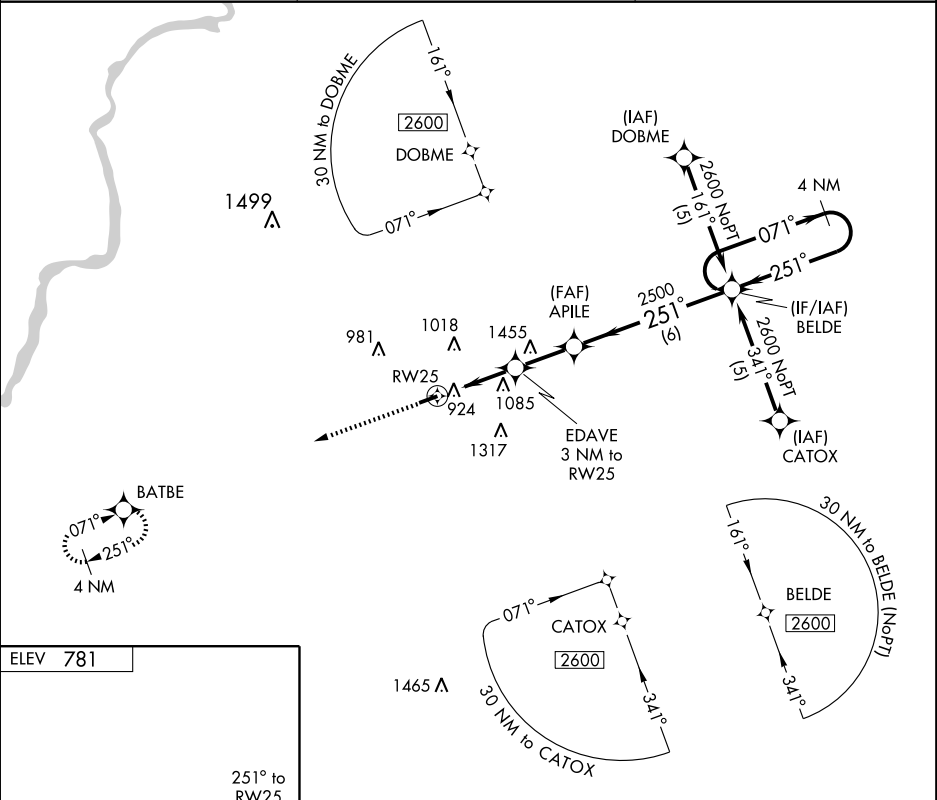 30 NM to DOBME
161°
2600
DOBME
071°
1499
(IAF)
DOBME
2600 NoPT
161°
(5)
4 NM
071°
251°
(IF/IAF)
BELDE
2500
251°
(6)
(FAF)
APILE
2600 NoPT
341°
(5)
(IAF)
CATOX
981
1018
1455
RW25
924
1085
1317
EDAVE
3 NM to
RW25
BATBE
071°
251°
4 NM
30 NM to BELDE (NoPT)
161°
BELDE
2600
341°
071°
CATOX
2600
341°
30 NM to CATOX
1465
ELEV 781
251° to
RW25